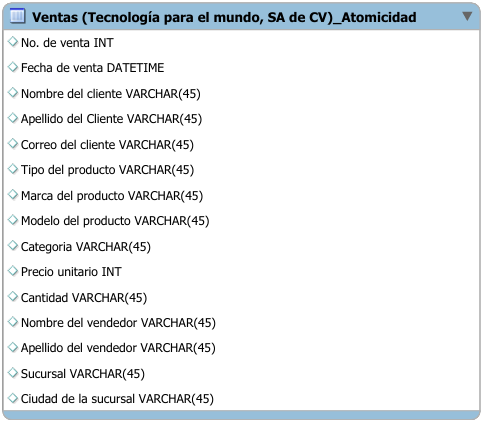 Ventas (Tecnología para el mundo, SA de CV)_Atomicidad
No. de venta INT
Fecha de venta DATETIME
Nombre del cliente VARCHAR(45)
Apellido del Cliente VARCHAR(45)
Correo del cliente VARCHAR(45)
Tipo del producto VARCHAR(45)
Marca del producto VARCHAR(45)
Modelo del producto VARCHAR(45)
Categoria VARCHAR(45)
Precio unitario INT
Cantidad VARCHAR(45)
Nombre del vendedor VARCHAR(45)
Apellido del vendedor VARCHAR(45)
Sucursal VARCHAR(45)
Ciudad de la sucursal VARCHAR(45)